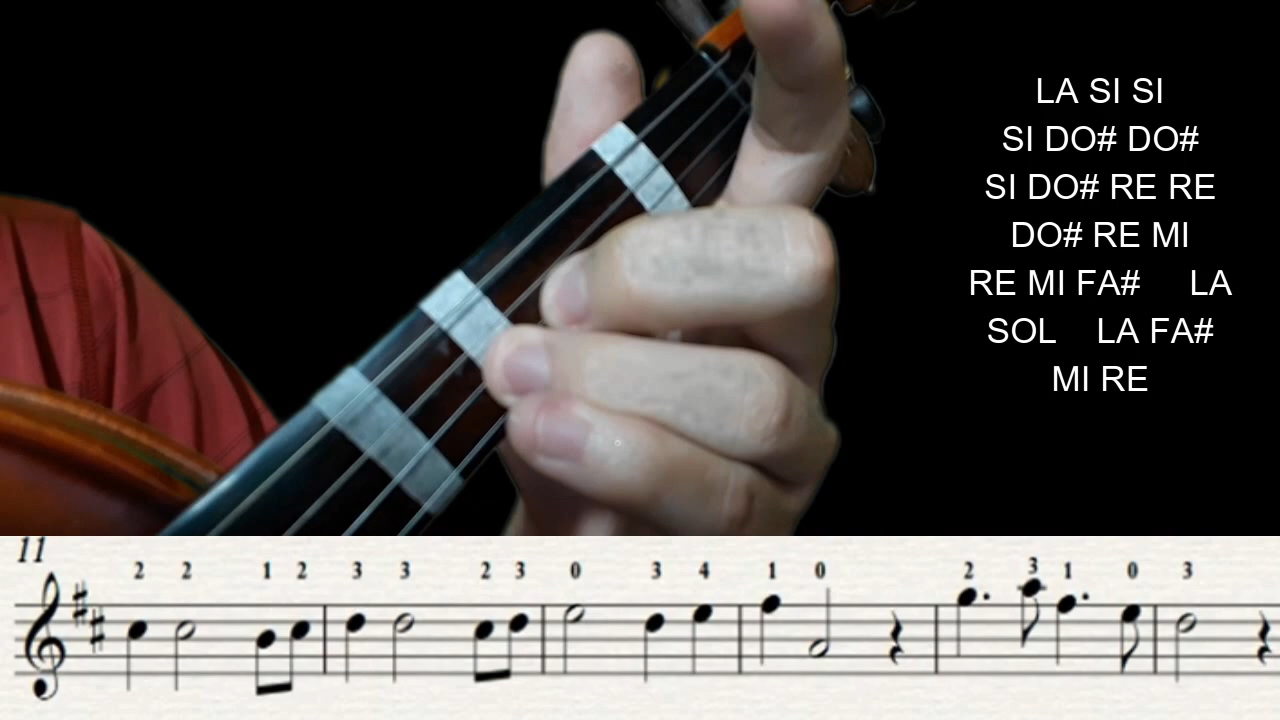 LA SI SI
SI DO# DO#
SI DO# RE RE
DO# RE MI
RE MI FA# LA
SOL LA FA#
MI RE
11
2 2 1 2 3 3 2 3 0 3 4 1 0 2 3 1 0 3